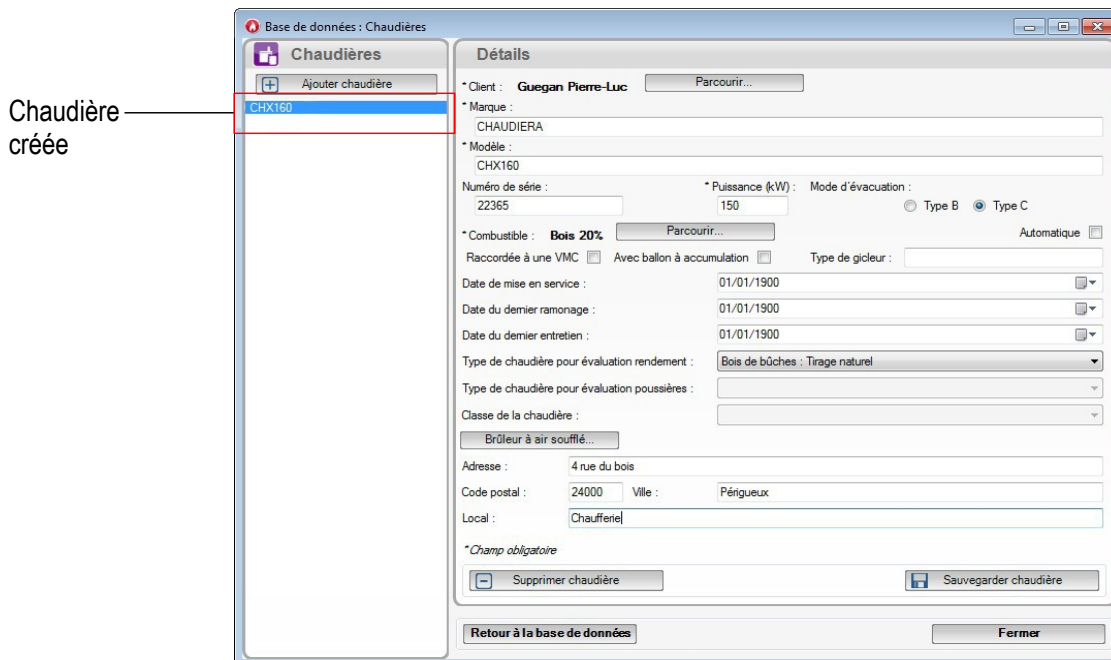 Base de données : Chaudières
Chaudières
Ajouter chaudière
CHX160
Chaudière
créée
Détails
* Client : Guegan Pierre-Luc Parcourir...
* Marque :
CHAUDIERA
* Modèle :
CHX160
Numéro de série : * Puissance (kW) : Mode d'évacuation :
22365 150 Type B Type C
* Combustible : Bois 20% Parcourir... Automatique
Raccordée à une VMC Avec ballon à accumulation Type de gicleur :
Date de mise en service : 01/01/1900
Date du dernier ramonage : 01/01/1900
Date du dernier entretien : 01/01/1900
Type de chaudière pour évaluation rendement : Bois de bûches : Tirage naturel
Type de chaudière pour évaluation poussières :
Classe de la chaudière :
Brûleur à air soufflé...
Adresse : 4 rue du bois
Code postal : 24000 Ville : Périgueux
Local : Chaufferie
* Champ obligatoire
Supprimer chaudière Sauvegarder chaudière
Retour à la base de données Fermer